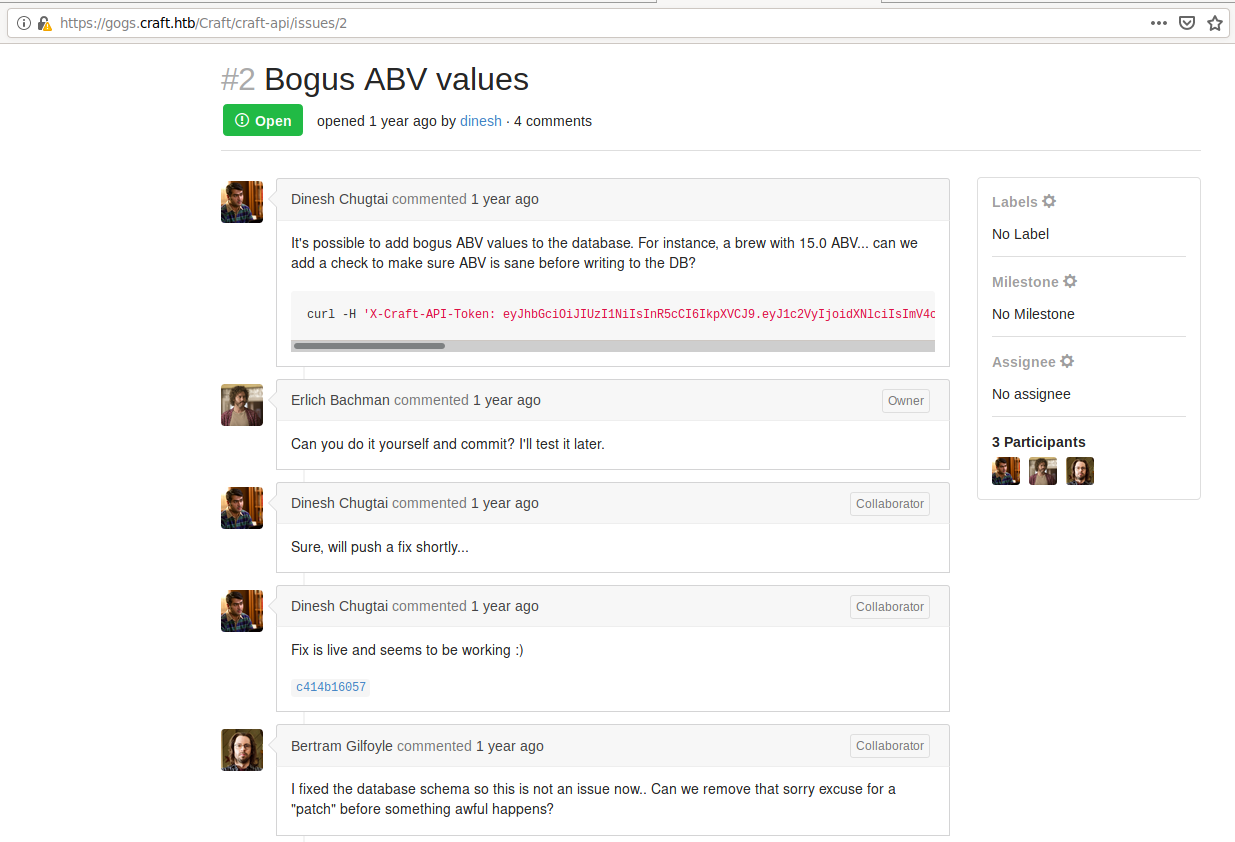 https://gogs.craft.htb/Craft/craft-api/issues/2
#2 Bogus ABV values
Open
opened 1 year ago by dinesh · 4 comments
Dinesh Chugtai commented 1 year ago
It's possible to add bogus ABV values to the database. For instance, a brew with 15.0 ABV... can we
add a check to make sure ABV is sane before writing to the DB?
curl -H 'X-Craft-API-Token: eyJhbGciOiJIUzI1NiIsInR5cCI6IkpXVCJ9.eyJ1c2VyIjoidXNlciIsImV4c
Erlich Bachman commented 1 year ago
Owner
Can you do it yourself and commit? I'll test it later.
Dinesh Chugtai commented 1 year ago
Collaborator
Sure, will push a fix shortly...
Dinesh Chugtai commented 1 year ago
Collaborator
Fix is live and seems to be working :)
c414b16057
Bertram Gilfoyle commented 1 year ago
Collaborator
I fixed the database schema so this is not an issue now.. Can we remove that sorry excuse for a
"patch" before something awful happens?
Labels
No Label
Milestone
No Milestone
Assignee
No assignee
3 Participants